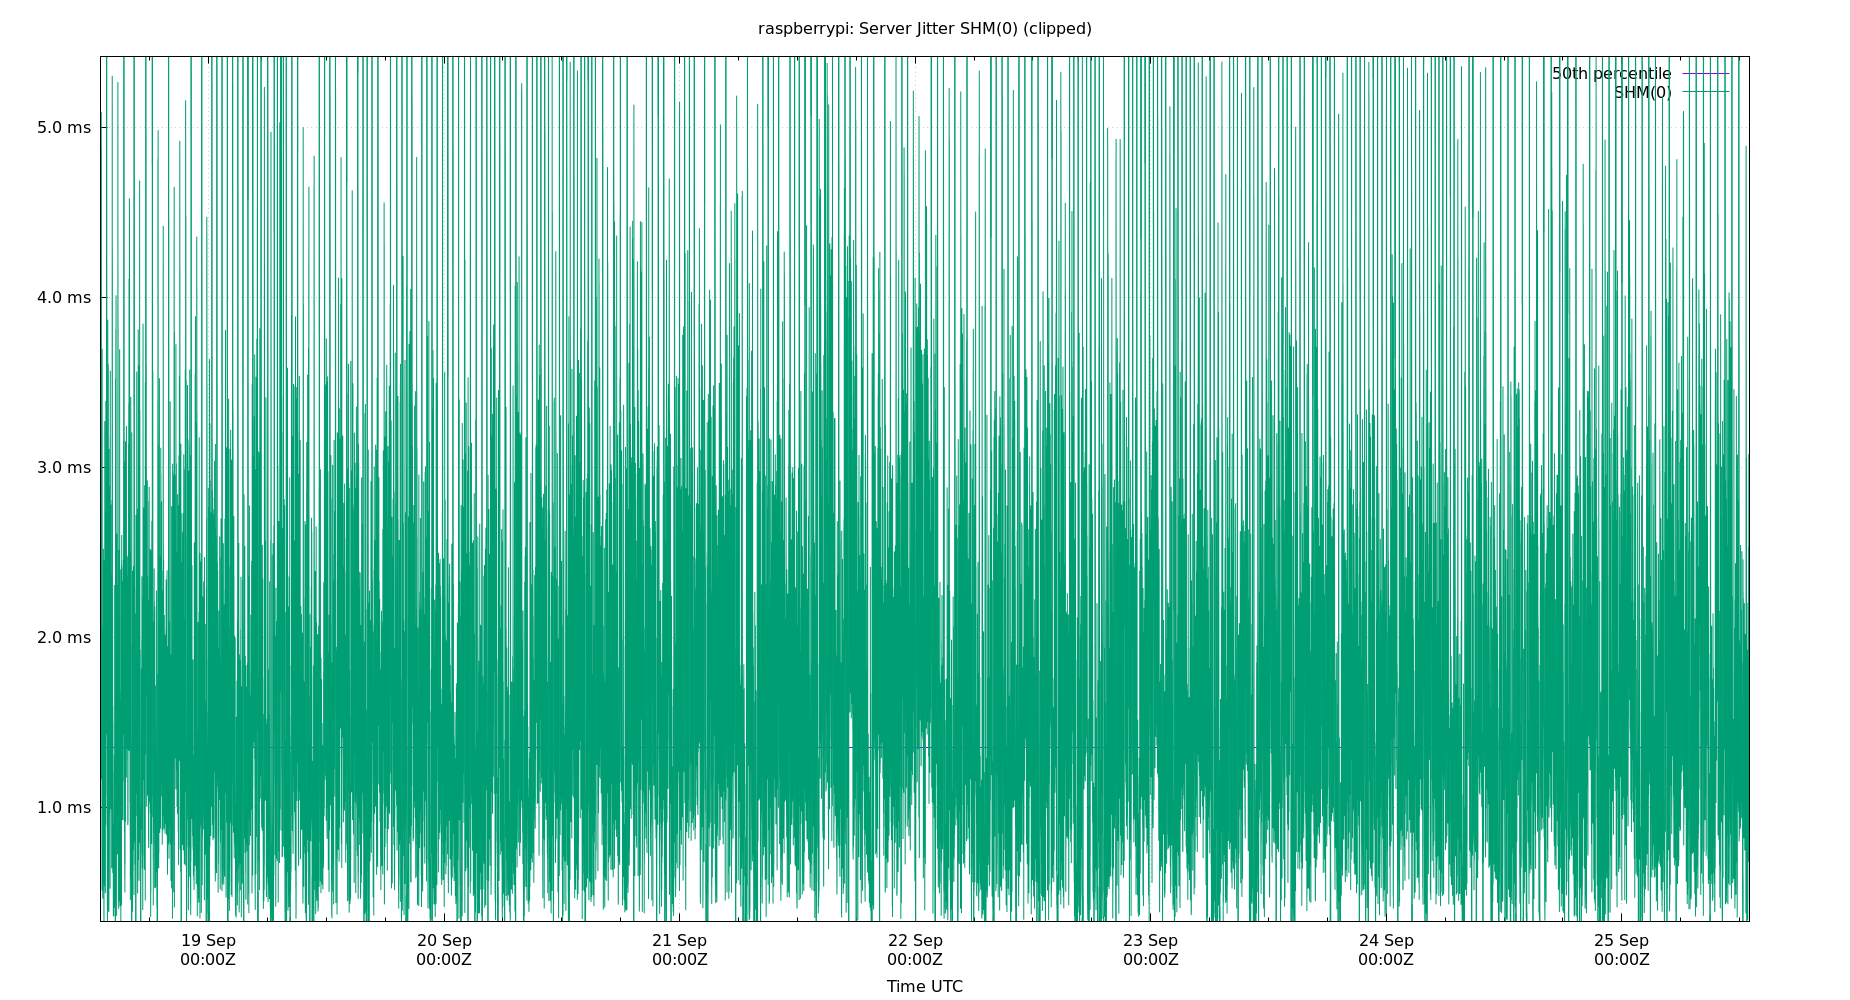 raspberrypi: Server Jitter SHM(0) (clipped)
50th percentile
SHM(0)
5.0 ms
4.0 ms
3.0 ms
2.0 ms
1.0 ms
19 Sep 20 Sep 21 Sep 22 Sep 23 Sep 24 Sep 25 Sep
00:00Z 00:00Z 00:00Z 00:00Z 00:00Z 00:00Z 00:00Z
Time UTC